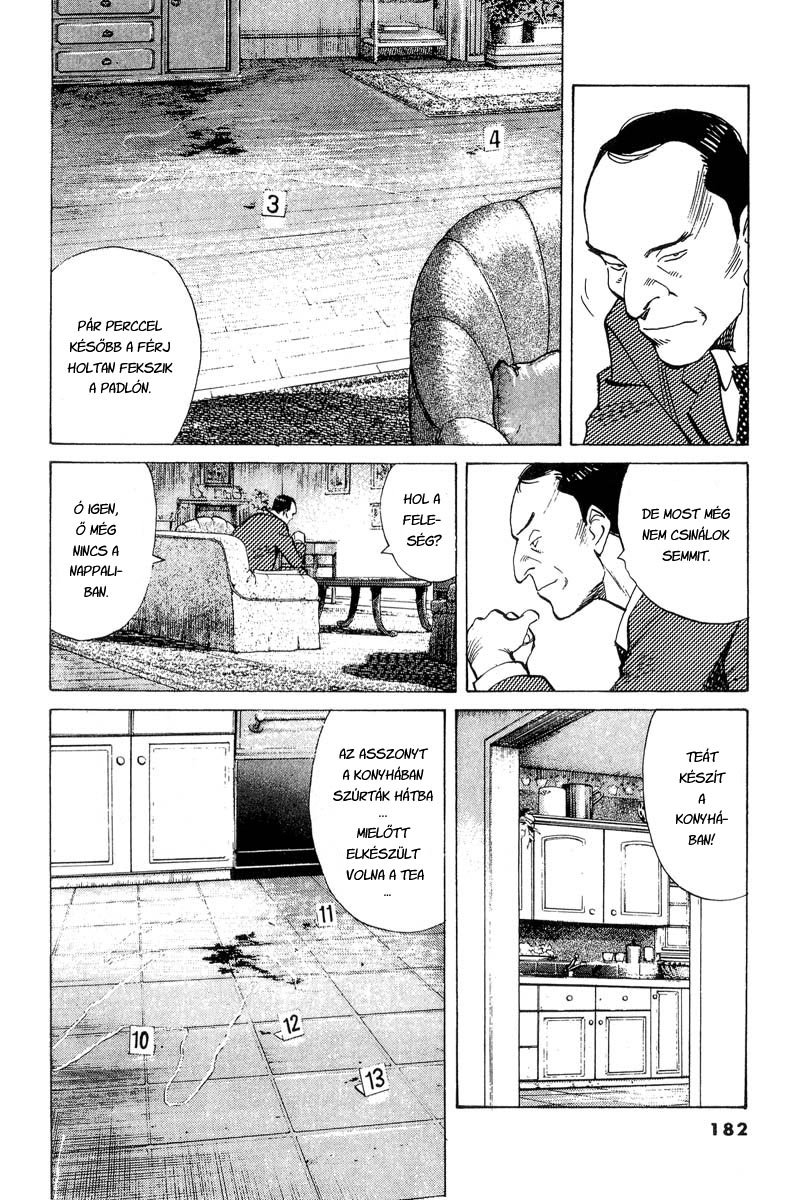 4
3
PÁR PERCCEL
KÉSŐBB A FÉRJ
HOLTAN FEKSZIK
A PADLÓN.
DE MOST MÉG
NEM CSINÁLOK
SEMMIT.
HOL A
FELE-
SÉG?
Ó IGEN,
Ő MÉG
NINCS A
NAPPALI-
BAN.
TEÁT
KÉSZÍT
A
KONYHÁ-
BAN!
AZ ASSZONYT
A KONYHÁBAN
SZÚRTÁK HÁTBA
...
MIELŐTT
ELKÉSZÜLT
VOLNA A TEA
...
11
12
10
13
182